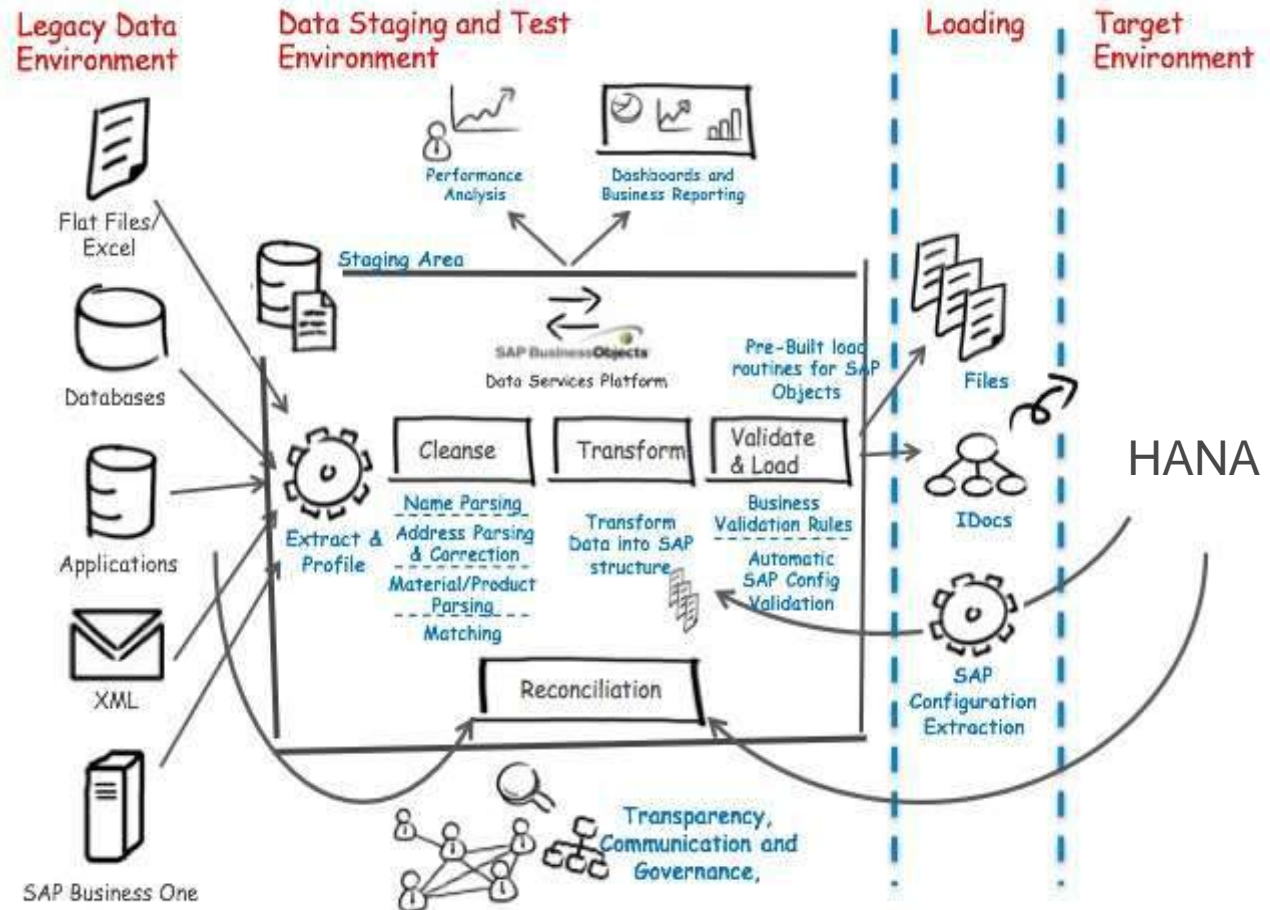 Legacy Data
Environment
Data Staging and Test
Environment
Loading
Target
Environment
Flat Files/
Excel
Databases
Applications
XML
SAP Business One
Performance
Analysis
Dashboards and
Business Reporting
Staging Area
SAP BusinessObjects
Data Services Platform
Pre-Built load
routines for SAP
Objects
Extract &
Profile
Cleanse
Name Parsing
Address Parsing
& Correction
Material/Product
Parsing
Matching
Transform
Transform
Data into SAP
structure
Validate
& Load
Business
Validation Rules
Automatic
SAP Config
Validation
Reconciliation
Transparency,
Communication and
Governance,
Files
IDocs
SAP
Configuration
Extraction
HANA